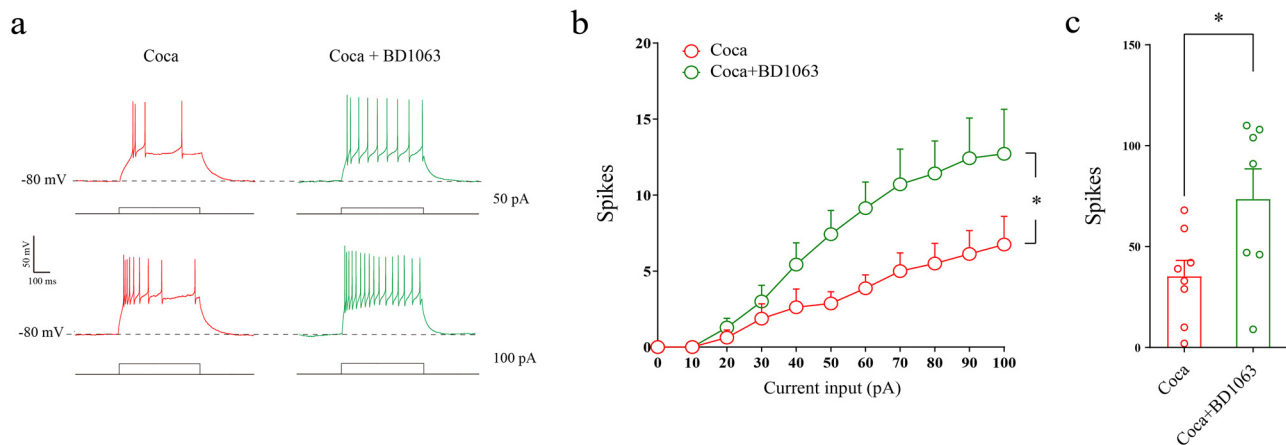 a
Coca
Coca + BD1063
-80 mV
50 pA
50 mV
100 ms
-80 mV
100 pA
b
Coca
Coca+BD1063
Spikes
20
15
10
5
0
0 10 20 30 40 50 60 70 80 90 100
Current input (pA)
*
c
*
Spikes
150
100
50
0
Coca
Coca+BD1063